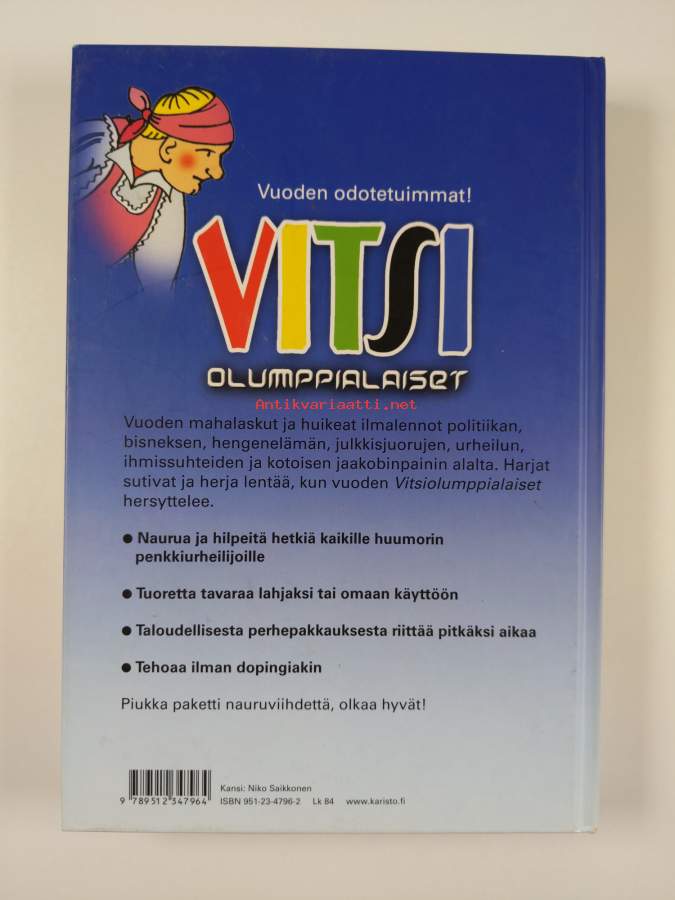 Vuoden odotetuimmat!
VITSI
OLUMPPIALAISET
Antikvariaatti.net
Vuoden mahalaskut ja huikeat ilmalennot politiikan,
bisneksen, hengenelämän, julkkisjuorujen, urheilun,
ihmissuhteiden ja kotoisen jaakobinpainin alalta. Harjat
sutivat ja herja lentää, kun vuoden Vitsiolumppialaiset
hersyttelee.
● Naurua ja hilpeitä hetkiä kaikille huumorin
penkkiurheilijoille
● Tuoretta tavaraa lahjaksi tai omaan käyttöön
● Taloudellisesta perhepakkauksesta riittää pitkäksi aikaa
● Tehoaa ilman dopingiakin
Piukka paketti nauruviihdettä, olkaa hyvät!
Kansi: Niko Saikkonen
9 789512 347964 ISBN 951-23-4796-2 Lk 84 www.karisto.fi